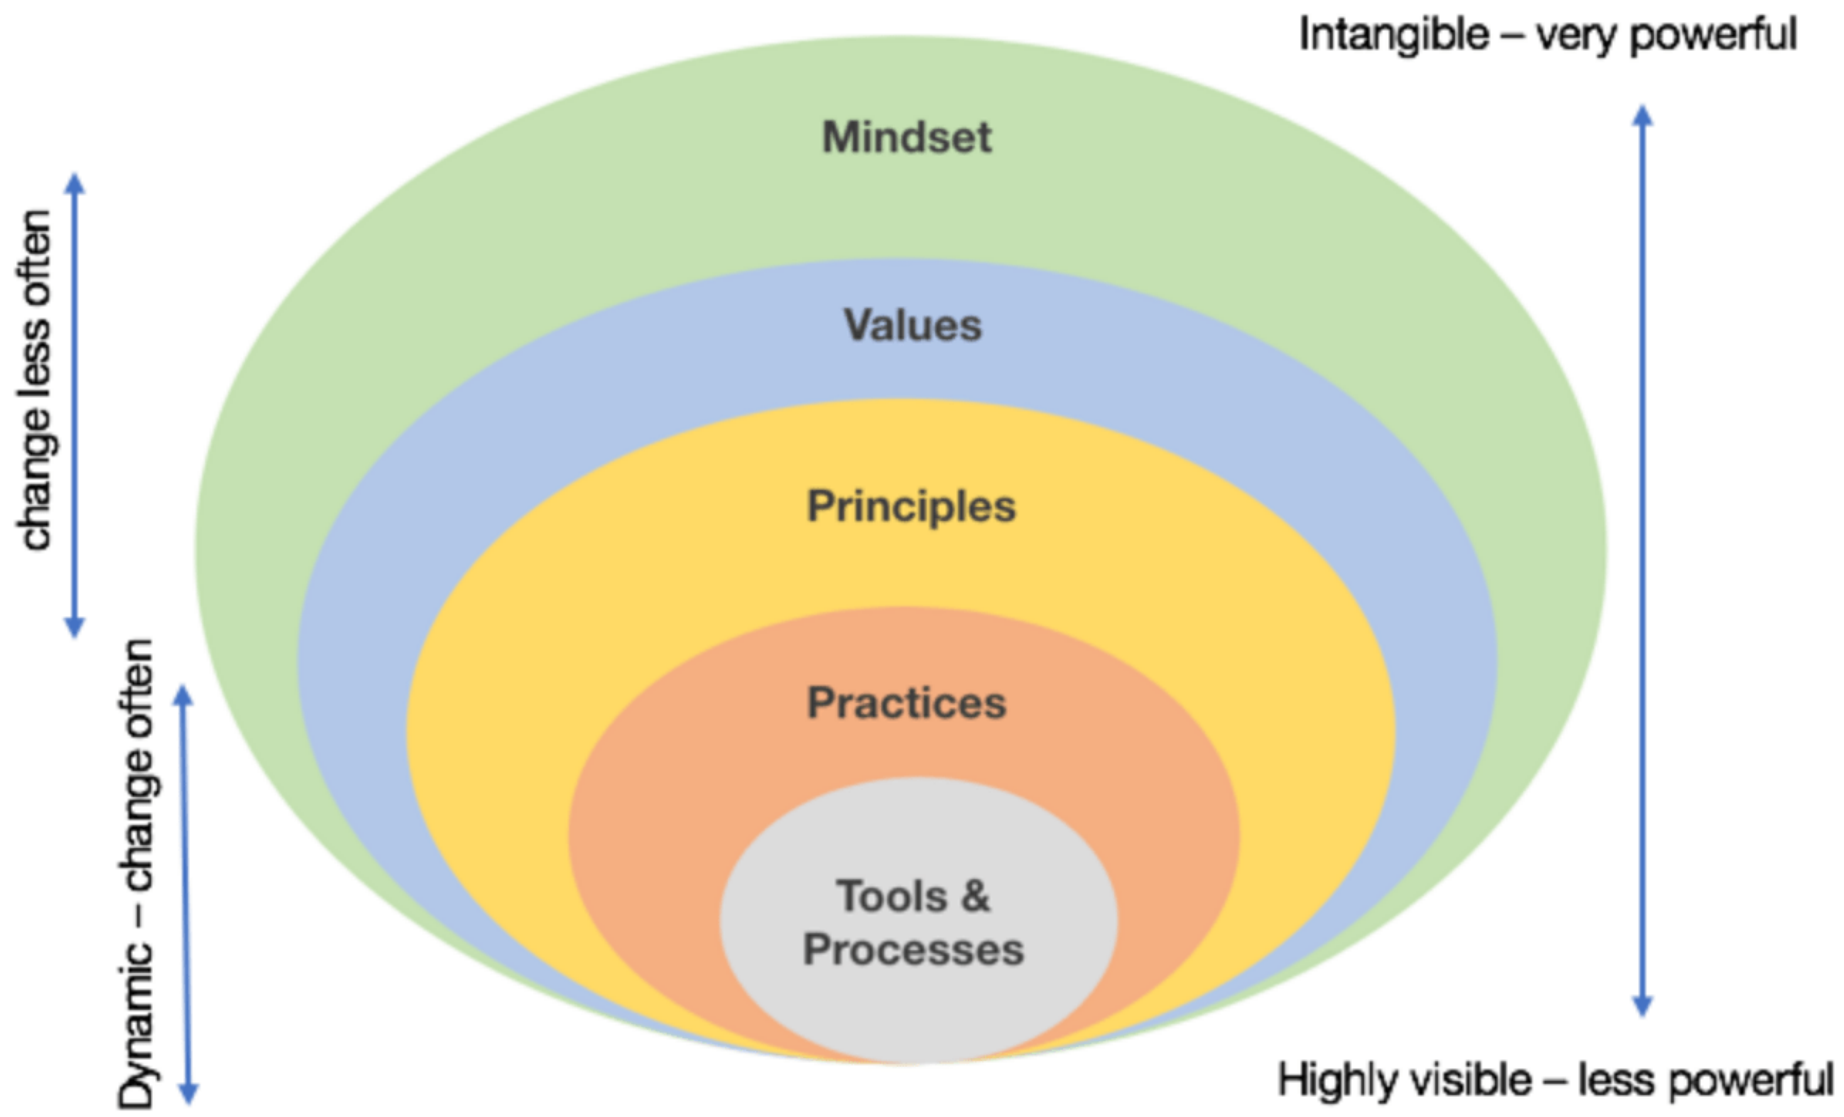 Intangible – very powerful
Mindset
Values
Principles
Practices
Tools &
Processes
change less often
Dynamic – change often
Highly visible – less powerful